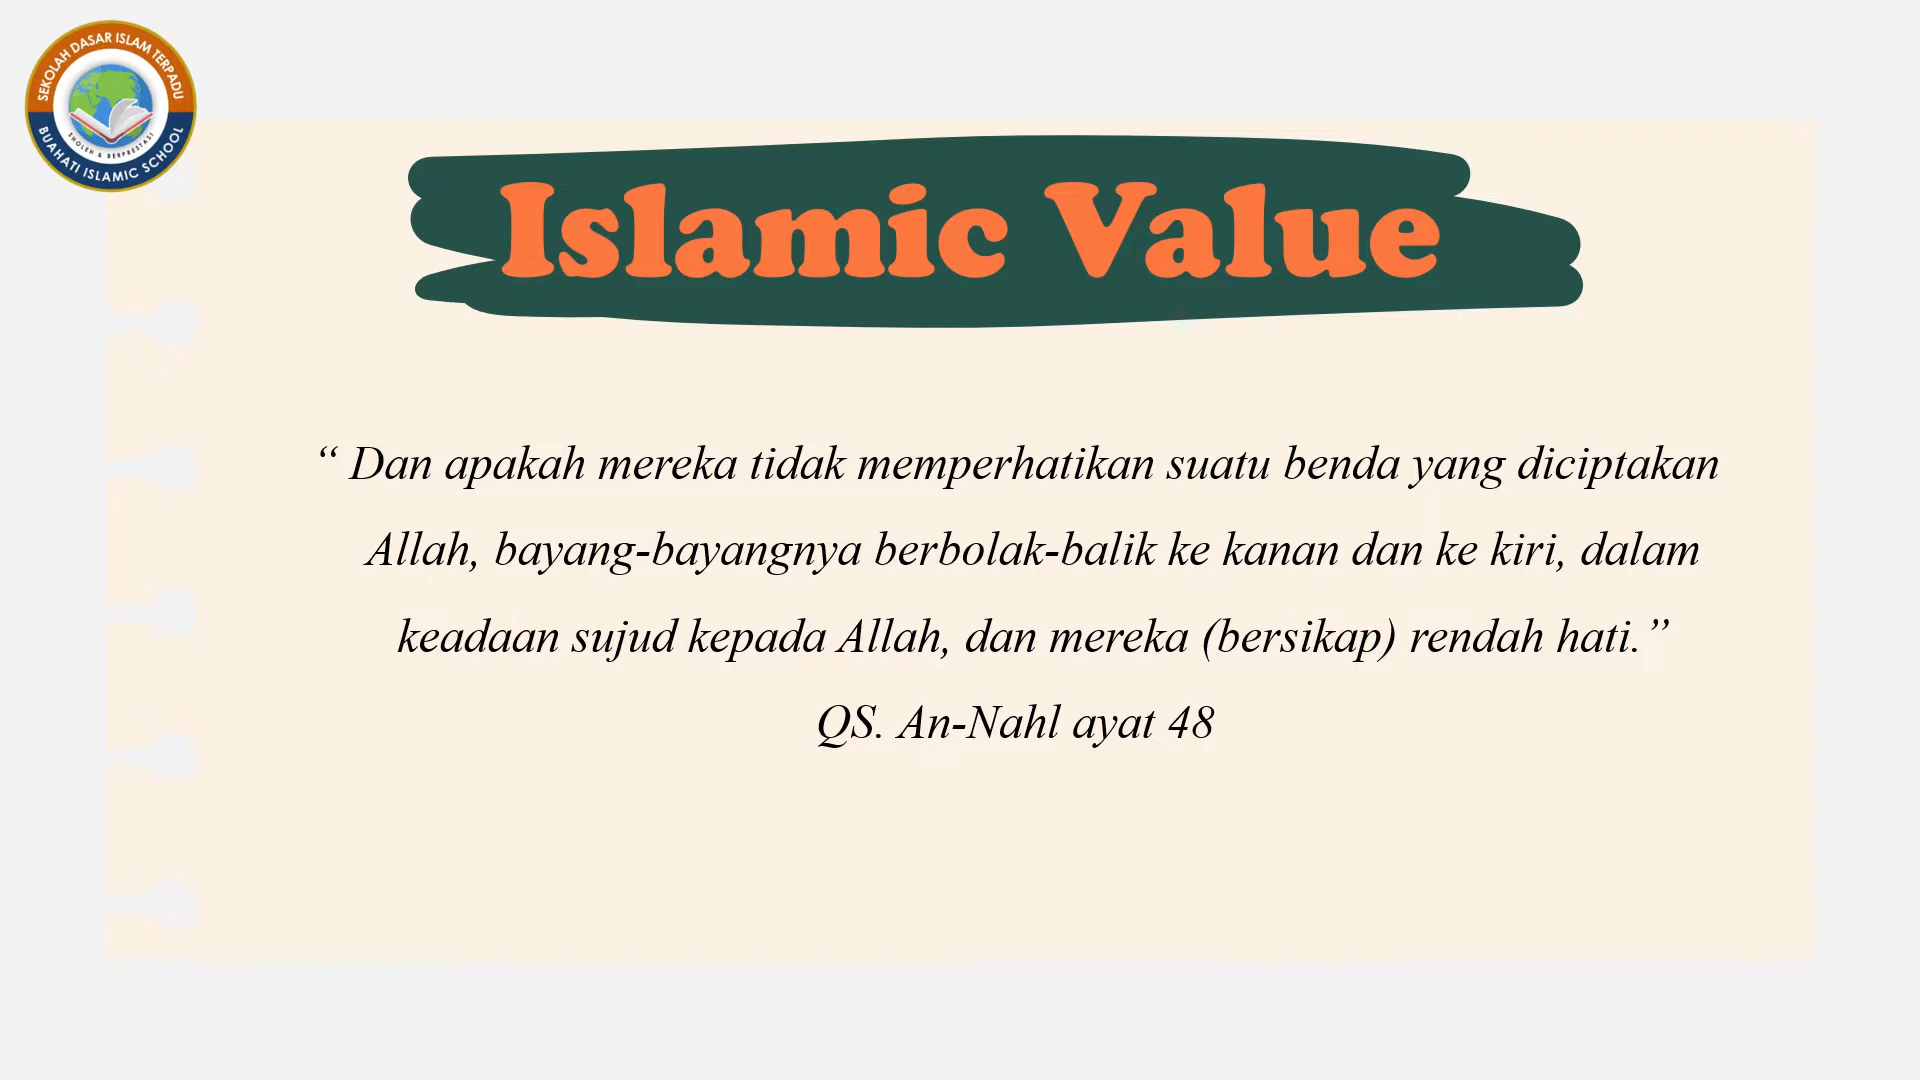 SEKOLAH DASAR ISLAM TERPADU
SHOLEH & BERPRESTASI
BUAHATI ISLAMIC SCHOOL
Islamic Value
“ Dan apakah mereka tidak memperhatikan suatu benda yang diciptakan
Allah, bayang-bayangnya berbolak-balik ke kanan dan ke kiri, dalam
keadaan sujud kepada Allah, dan mereka (bersikap) rendah hati.”
QS. An-Nahl ayat 48